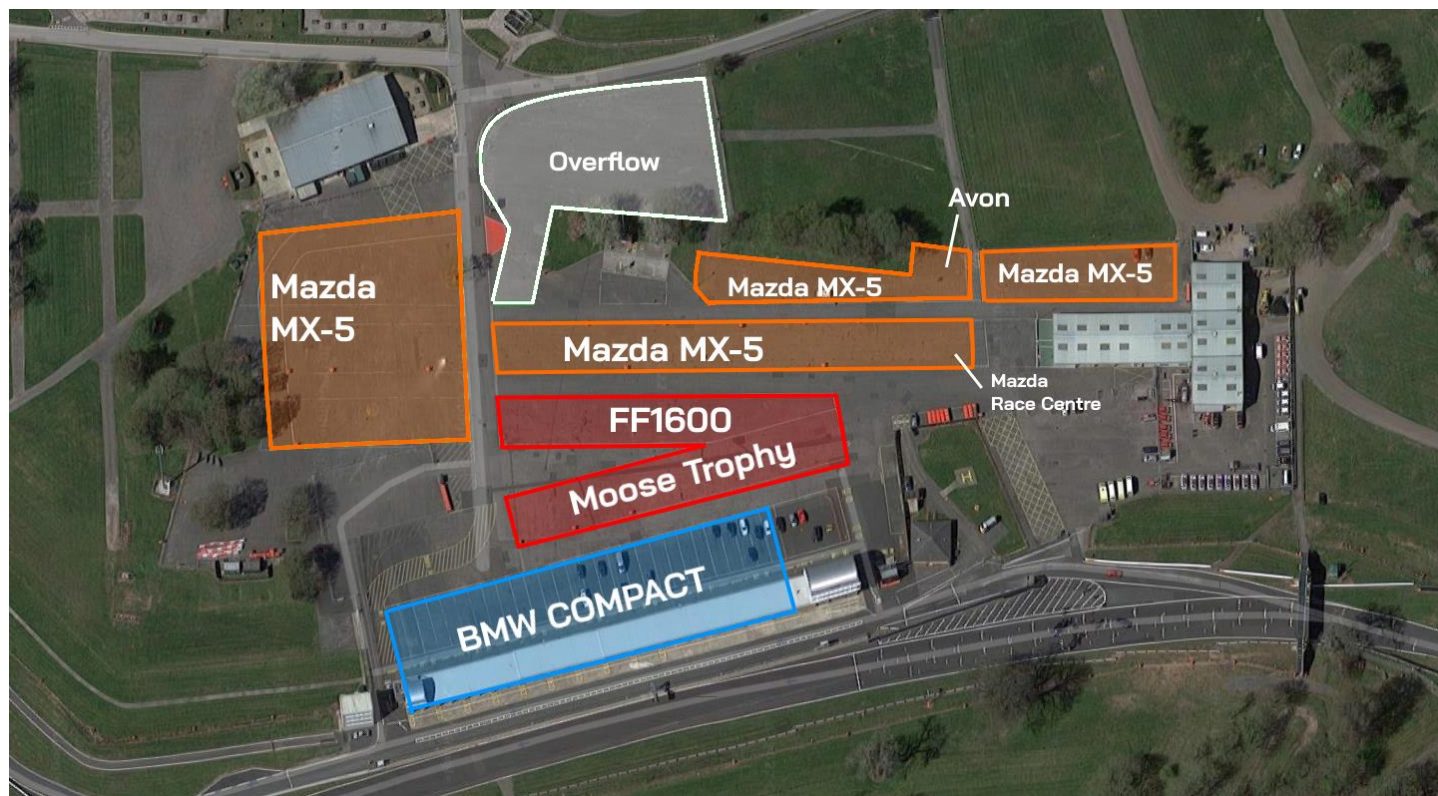 Overflow
Avon
Mazda
MX-5
Mazda MX-5
Mazda MX-5
Mazda MX-5
Mazda
Race Centre
FF1600
Moose Trophy
BMW COMPACT